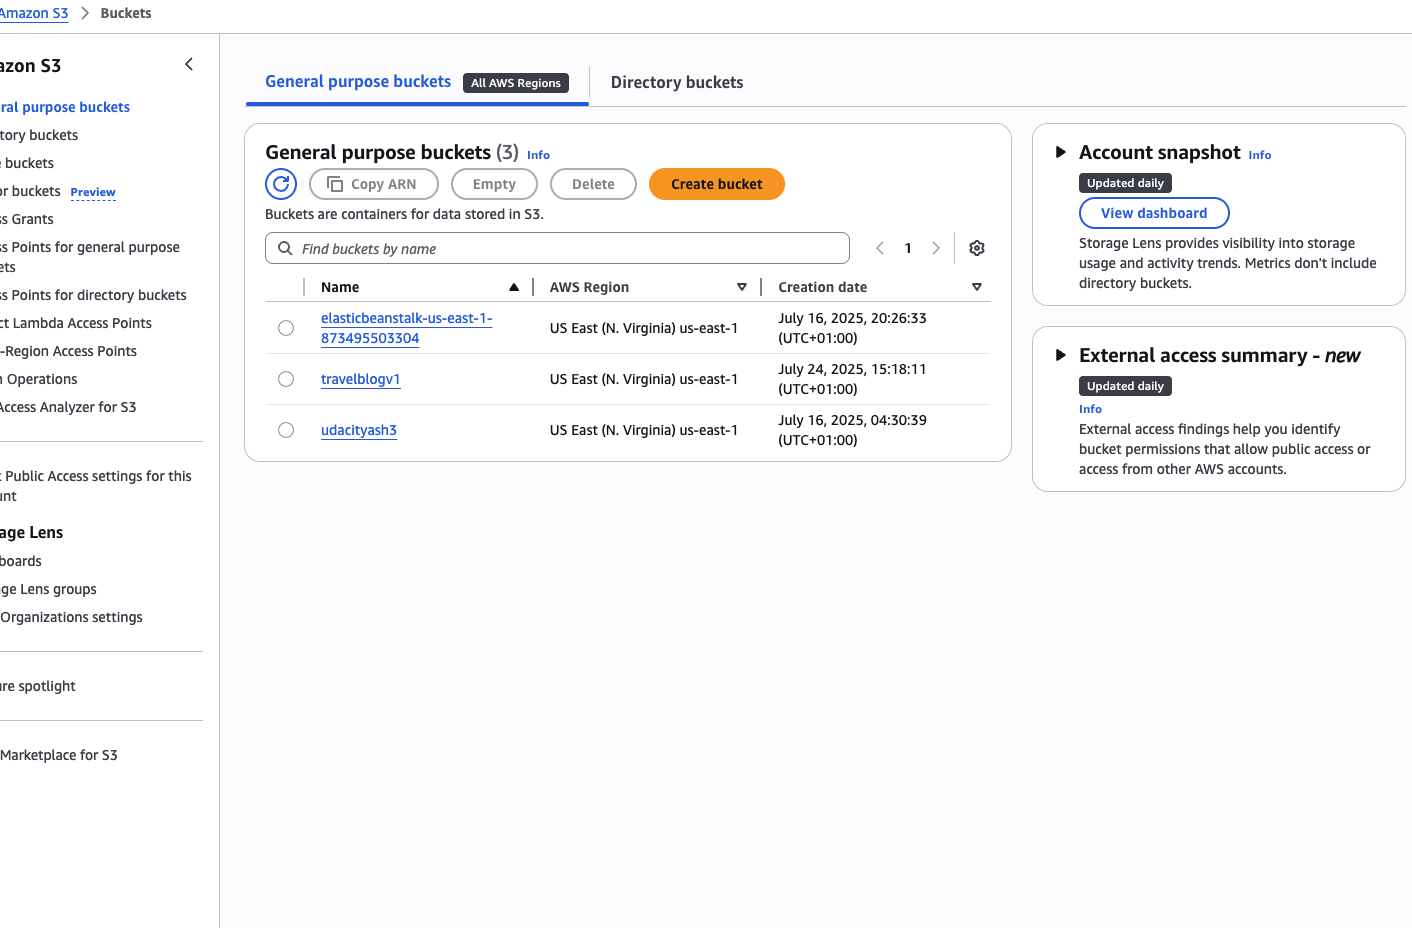 Amazon S3 > Buckets
azon S3
ral purpose buckets
tory buckets
buckets
or buckets Preview
ss Grants
ss Points for general purpose
ets
ss Points for directory buckets
ct Lambda Access Points
-Region Access Points
Operations
Access Analyzer for S3
Public Access settings for this
unt
age Lens
boards
ge Lens groups
Organizations settings
ure spotlight
Marketplace for S3
General purpose buckets All AWS Regions
Directory buckets
General purpose buckets (3) Info
Copy ARN
Empty
Delete
Create bucket
Buckets are containers for data stored in S3.
Find buckets by name
1
Name AWS Region Creation date
elasticbeanstalk-us-east-1-
873495503304
US East (N. Virginia) us-east-1
July 16, 2025, 20:26:33
(UTC+01:00)
travelblogv1
US East (N. Virginia) us-east-1
July 24, 2025, 15:18:11
(UTC+01:00)
udacityash3
US East (N. Virginia) us-east-1
July 16, 2025, 04:30:39
(UTC+01:00)
Account snapshot Info
Updated daily
View dashboard
Storage Lens provides visibility into storage
usage and activity trends. Metrics don't include
directory buckets.
External access summary - new
Updated daily
Info
External access findings help you identify
bucket permissions that allow public access or
access from other AWS accounts.